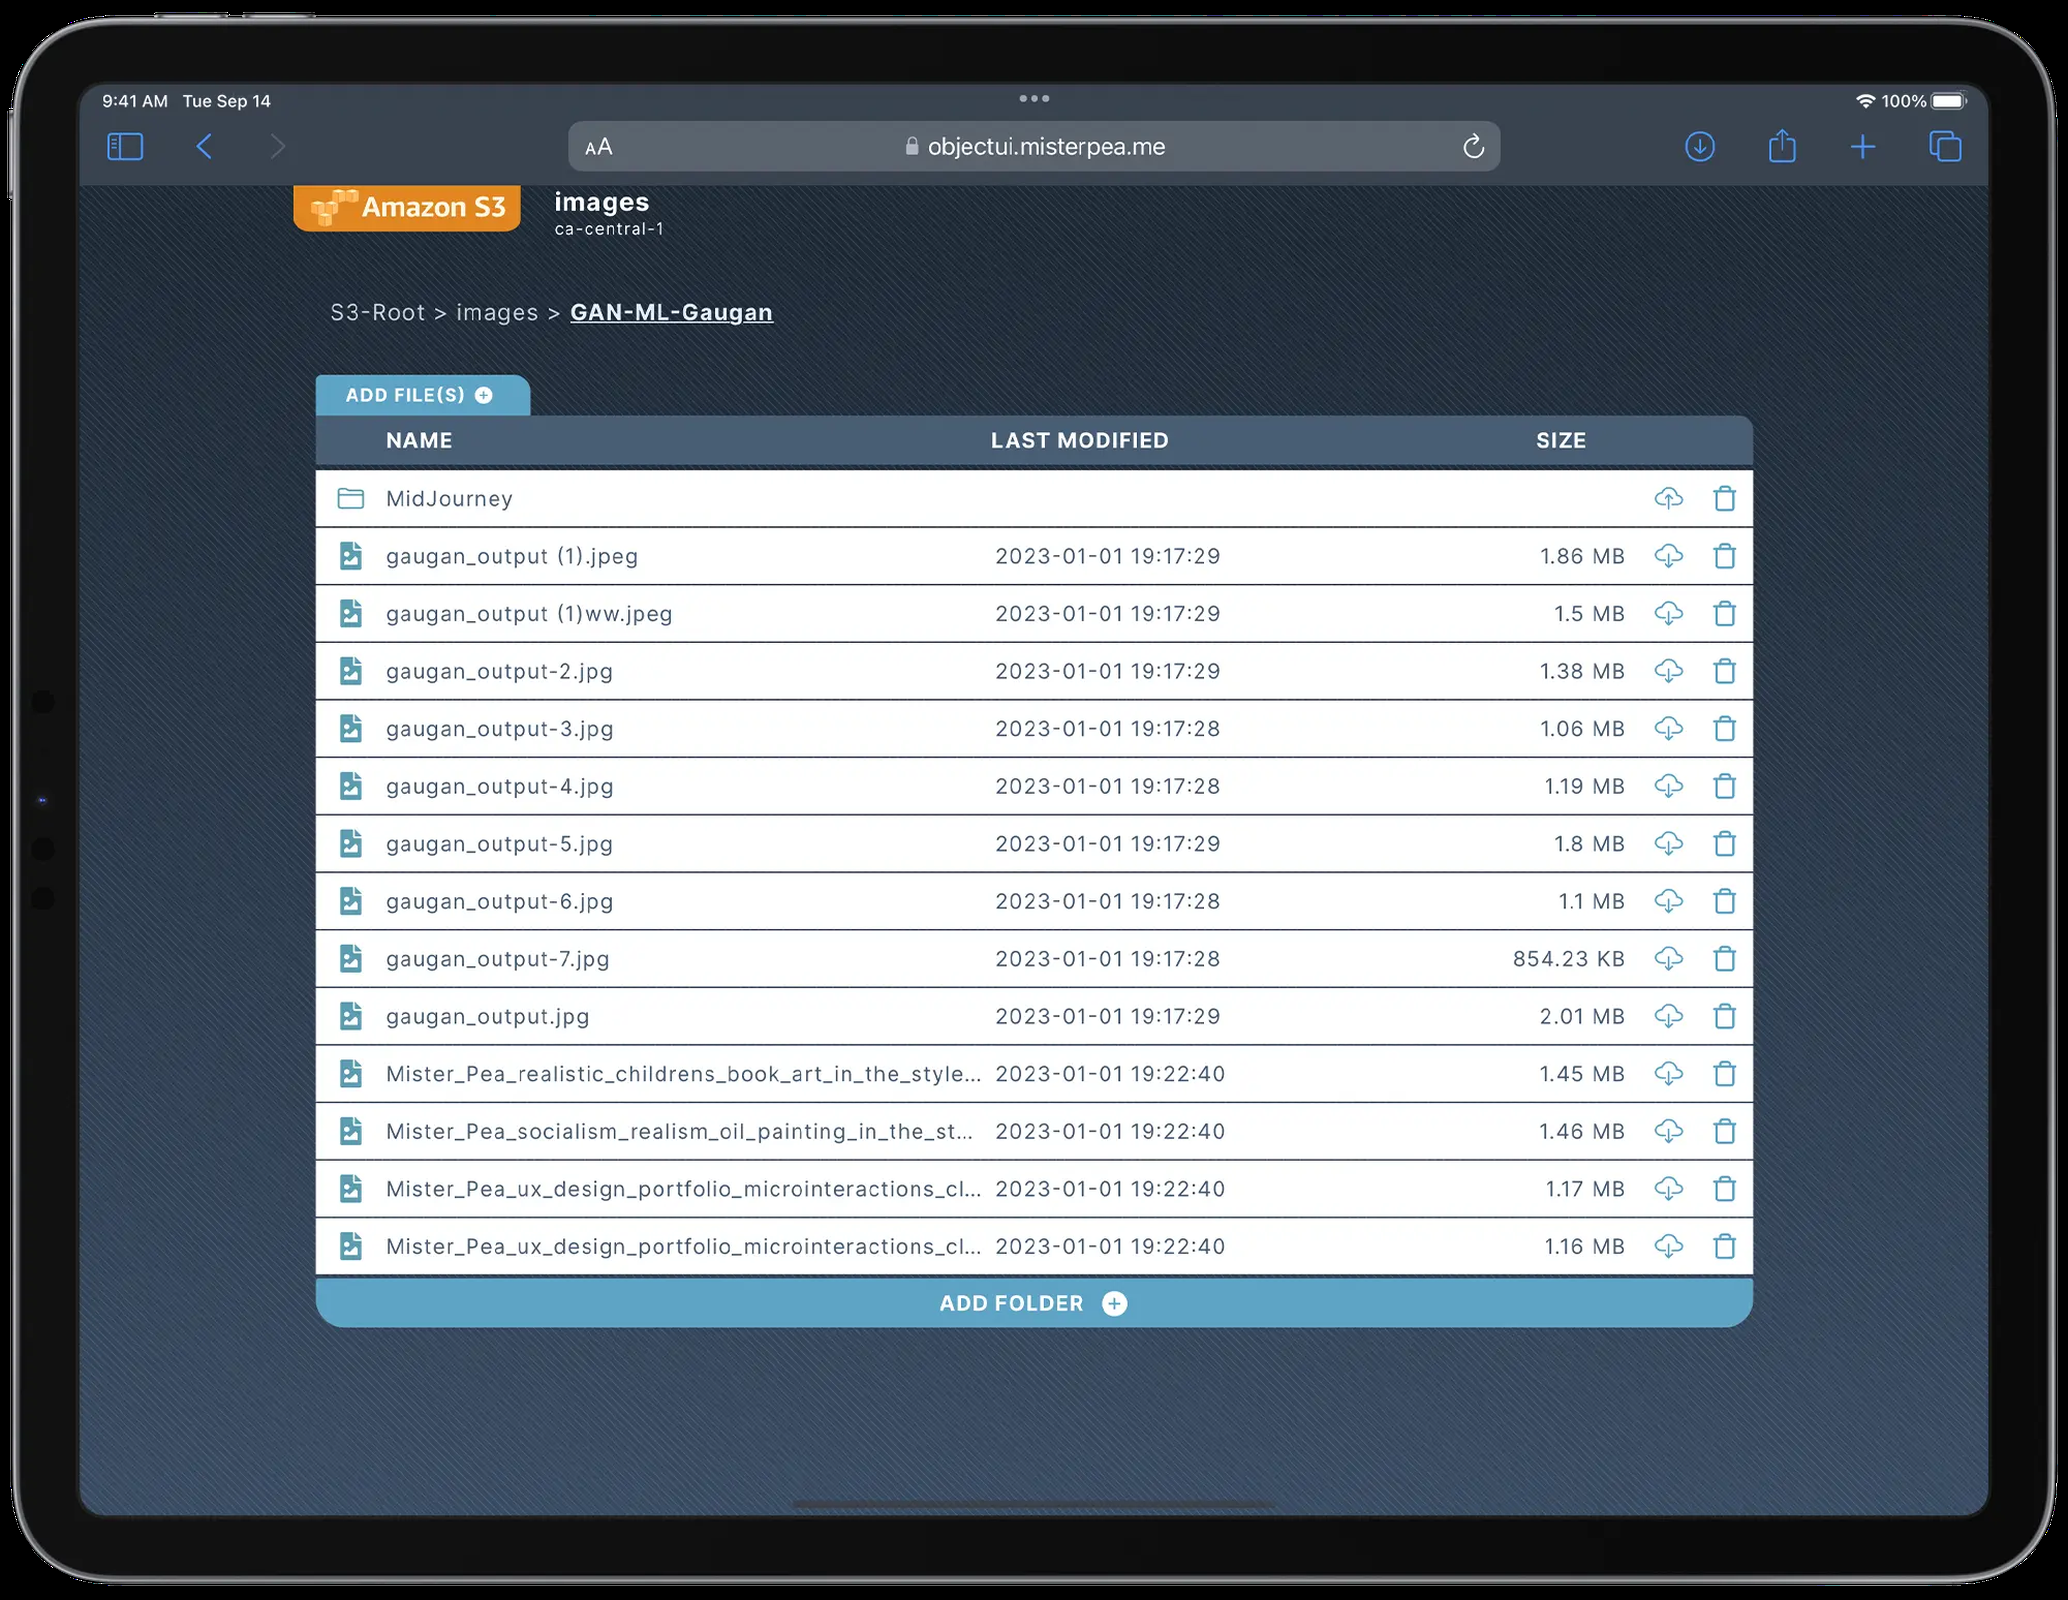 9:41 AM Tue Sep 14
100%
AA
objectui.misterpea.me
Amazon S3
images
ca-central-1
S3-Root > images > GAN-ML-Gaugan
ADD FILE(S)
NAME LAST MODIFIED SIZE
MidJourney
gaugan_output (1).jpeg 2023-01-01 19:17:29 1.86 MB
gaugan_output (1)ww.jpeg 2023-01-01 19:17:29 1.5 MB
gaugan_output-2.jpg 2023-01-01 19:17:29 1.38 MB
gaugan_output-3.jpg 2023-01-01 19:17:28 1.06 MB
gaugan_output-4.jpg 2023-01-01 19:17:28 1.19 MB
gaugan_output-5.jpg 2023-01-01 19:17:29 1.8 MB
gaugan_output-6.jpg 2023-01-01 19:17:28 1.1 MB
gaugan_output-7.jpg 2023-01-01 19:17:28 854.23 KB
gaugan_output.jpg 2023-01-01 19:17:29 2.01 MB
Mister_Pea_realistic_childrens_book_art_in_the_style... 2023-01-01 19:22:40 1.45 MB
Mister_Pea_socialism_realism_oil_painting_in_the_st... 2023-01-01 19:22:40 1.46 MB
Mister_Pea_ux_design_portfolio_microinteractions_cl... 2023-01-01 19:22:40 1.17 MB
Mister_Pea_ux_design_portfolio_microinteractions_cl... 2023-01-01 19:22:40 1.16 MB
ADD FOLDER